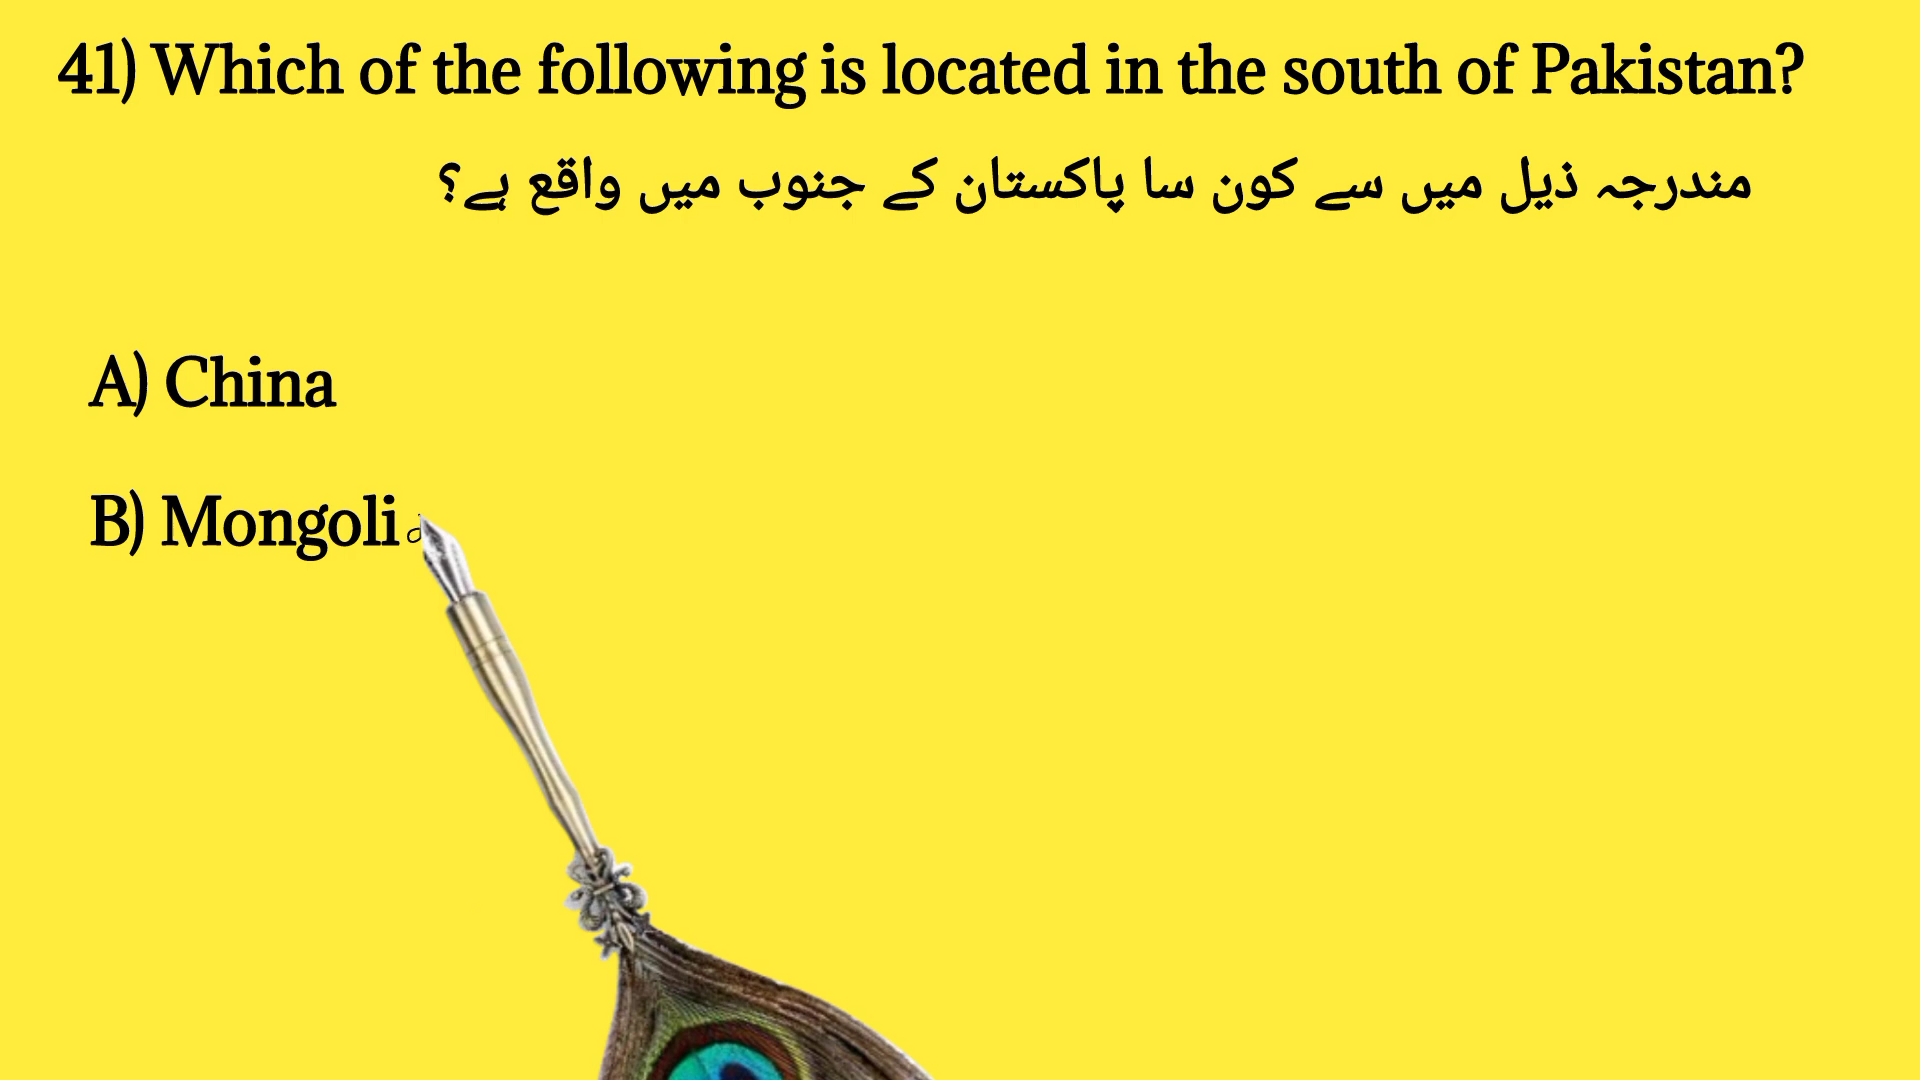 41) Which of the following is located in the south of Pakistan?
مندرجہ ذیل میں سے کون سا پاکستان کے جنوب میں واقع ہے؟
A) China
B) Mongoli